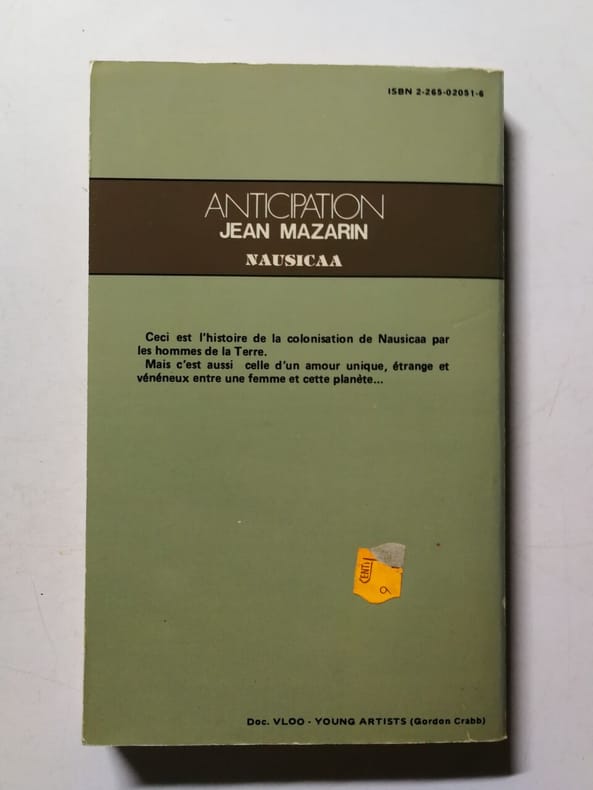 ISBN 2-265-02051-6
ANTICIPATION
JEAN MAZARIN
NAUSICAA
Ceci est l'histoire de la colonisation de Nausicaa par
les hommes de la Terre.
Mais c'est aussi celle d'un amour unique, étrange et
vénéneux entre une femme et cette planète...
Doc. VLOO - YOUNG ARTISTS (Gordon Crabb)